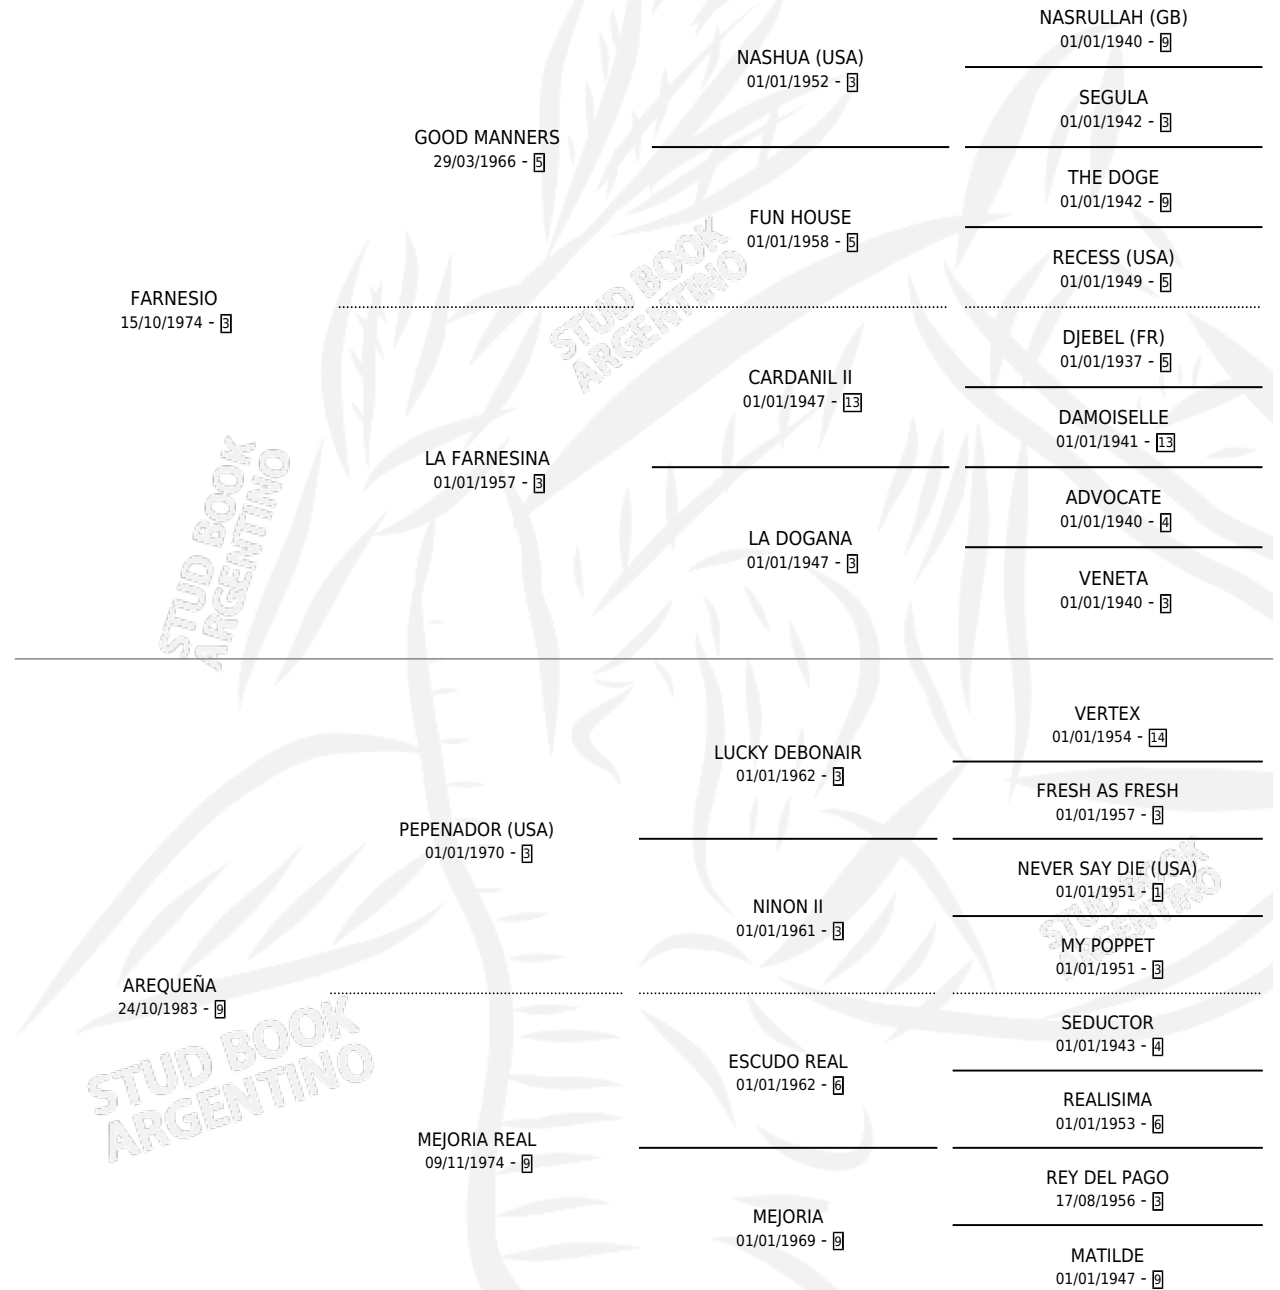 NASRULLAH (GB)
01/01/1940 - 9
NASHUA (USA)
01/01/1952 - 3
SEGULA
01/01/1942 - 3
GOOD MANNERS
29/03/1966 - 5
THE DOGE
01/01/1942 - 9
FUN HOUSE
01/01/1958 - 5
RECESS (USA)
01/01/1949 - 5
FARNESIO
15/10/1974 - 3
DJEBEL (FR)
01/01/1937 - 5
CARDANIL II
01/01/1947 - 13
DAMOISELLE
01/01/1941 - 13
LA FARNESINA
01/01/1957 - 3
ADVOCATE
01/01/1940 - 4
LA DOGANA
01/01/1947 - 3
VENETA
01/01/1940 - 3
VERTEX
01/01/1954 - 14
LUCKY DEBONAIR
01/01/1962 - 3
FRESH AS FRESH
01/01/1957 - 3
PEPENADOR (USA)
01/01/1970 - 3
NEVER SAY DIE (USA)
01/01/1951 - 1
NINON II
01/01/1961 - 3
MY POPPET
01/01/1951 - 3
AREQUEÑA
24/10/1983 - 9
SEDUCTOR
01/01/1943 - 4
ESCUDO REAL
01/01/1962 - 6
REALISIMA
01/01/1953 - 6
MEJORIA REAL
09/11/1974 - 9
REY DEL PAGO
17/08/1956 - 3
MEJORIA
01/01/1969 - 9
MATILDE
01/01/1947 - 9
STUD BOOK
ARGENTINO
STUD BOOK
ARGENTINO
STUD BOOK
ARGENTINO
STUD BOOK
ARGENTINO